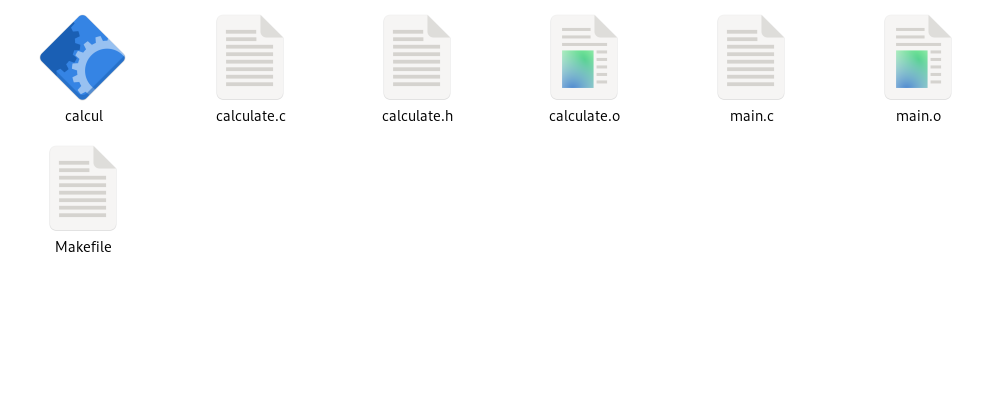 calcul
calculate.c
calculate.h
calculate.o
main.c
main.o
Makefile